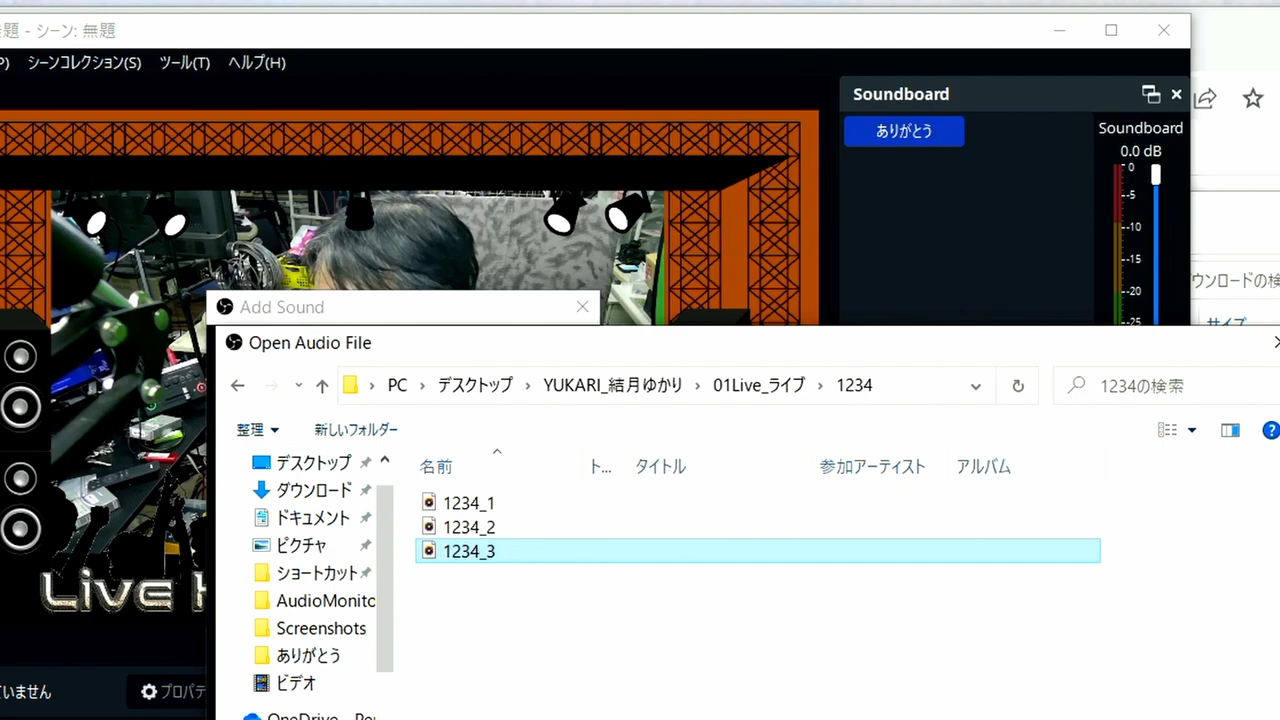 題 - シーン: 無題
P) シーンコレクション(S) ツール(T) ヘルプ(H)
Soundboard
ありがとう
Soundboard
0.0 dB
0
-5
-10
-15
-20
-25
ウンロードの検
サイズ
Add Sound
Open Audio File
PC › デスクトップ › YUKARI_結月ゆかり › 01Live_ライブ › 1234
1234の検索
整理 新しいフォルダー
名前 ト... タイトル 参加アーティスト アルバム
デスクトップ
ダウンロード
ドキュメント
ピクチャ
ショートカット
AudioMonito
Screenshots
ありがとう
ビデオ
OneDrive - Per
1234_1
1234_2
1234_3
Live
いません
プロパテ